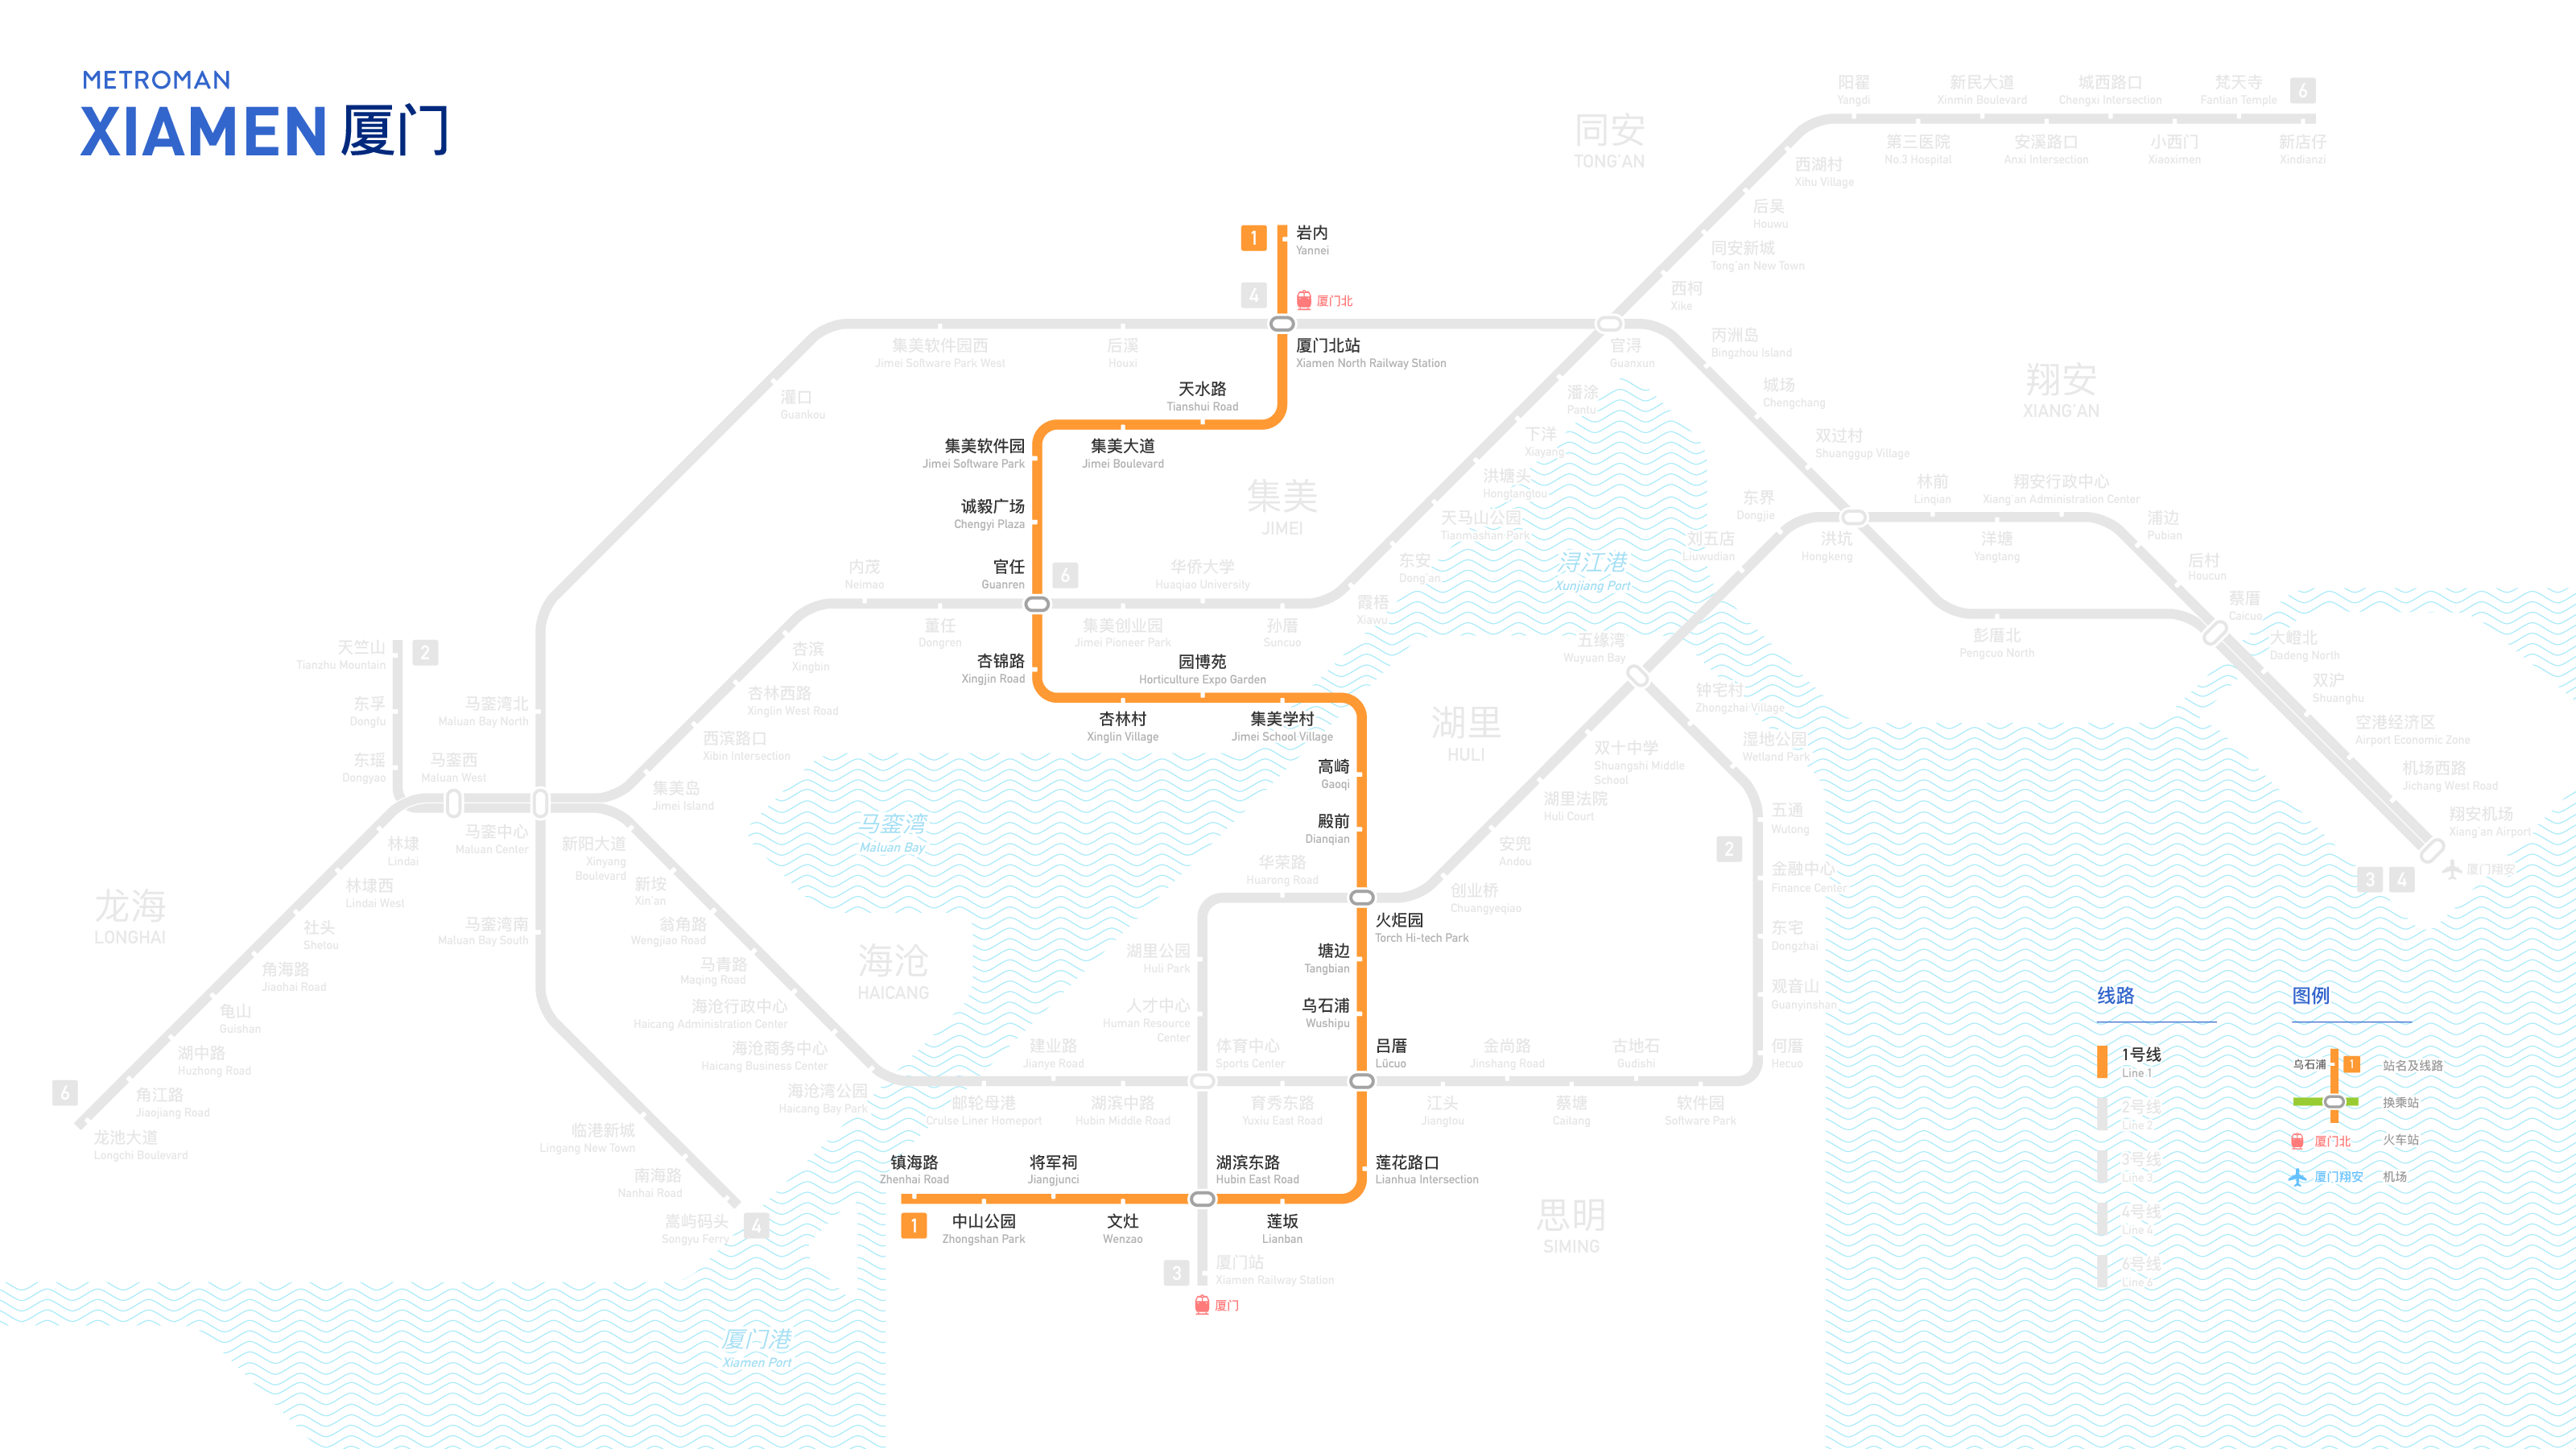 METROMAN
XIAMEN 厦门
同安
TONG'AN
阳翟
Yangdi
新民大道
Xinmin Boulevard
城西路口
Chengxi Intersection
梵天寺
Fantian Temple
6
第三医院
No.3 Hospital
安溪路口
Anxi Intersection
小西门
Xiaoximen
新店仔
Xindianzi
西湖村
Xihu Village
后吴
Houwu
同安新城
Tong'an New Town
西柯
Xike
1
岩内
Yannei
4
厦门北
厦门北站
Xiamen North Railway Station
官浔
Guanxun
丙洲岛
Bingzhou Island
城场
Chengchang
双过村
Shuanggup Village
翔安
XIANG'AN
集美软件园西
Jimei Software Park West
后溪
Houxi
灌口
Guankou
天水路
Tianshui Road
集美大道
Jimei Boulevard
集美软件园
Jimei Software Park
诚毅广场
Chengyi Plaza
官任
Guanren
6
集美
JIMEI
潘涂
Pantu
下洋
Xiayang
洪塘头
Hongtanglou
天马山公园
Tianmashan Park
东安
Dong'an
霞梧
Xiawu
浔江港
Xunjiang Port
东界
Dongjie
刘五店
Liuwudian
洪坑
Hongkeng
林前
Linqian
翔安行政中心
Xiang'an Administration Center
洋塘
Yangtang
浦边
Pubian
后村
Houcun
蔡厝
Caicuo
彭厝北
Pengcuo North
大嶝北
Dadeng North
双沪
Shuanghu
空港经济区
Airport Economic Zone
机场西路
Jichang West Road
翔安机场
Xiang'an Airport
厦门翔安
3 4
内茂
Neimao
华侨大学
Huaqiao University
董任
Dongren
集美创业园
Jimei Pioneer Park
孙厝
Suncuo
杏滨
Xingbin
杏林西路
Xinglin West Road
西滨路口
Xibin Intersection
集美岛
Jimei Island
杏锦路
Xingjin Road
园博苑
Horticulture Expo Garden
杏林村
Xinglin Village
集美学村
Jimei School Village
天竺山
Tianzhu Mountain
2
东孚
Dongfu
东瑶
Dongyao
马銮湾北
Maluan Bay North
马銮西
Maluan West
马銮中心
Maluan Center
新阳大道
Xinyang
Boulevard
新垵
Xin'an
翁角路
Wengjiao Road
马青路
Maqing Road
海沧行政中心
Haicang Administration Center
海沧商务中心
Haicang Business Center
海沧湾公园
Haicang Bay Park
马銮湾
Maluan Bay
海沧
HAICANG
龙海
LONGHAI
林埭
Lindai
林埭西
Lindai West
社头
Shetou
角海路
Jiaohai Road
龟山
Guishan
湖中路
Huzhong Road
角江路
Jiaojiang Road
6
龙池大道
Longchi Boulevard
马銮湾南
Maluan Bay South
临港新城
Lingang New Town
南海路
Nanhai Road
嵩屿码头
Songyu Ferry
4
湖里
HULI
高崎
Gaoqi
殿前
Dianqian
华荣路
Huarong Road
火炬园
Torch Hi-tech Park
创业桥
Chuangyeqiao
安兜
Andou
湖里法院
Huli Court
双十中学
Shuangshi Middle
School
五缘湾
Wuyuan Bay
钟宅村
Zhongzhai Village
湿地公园
Wetland Park
五通
Wutong
2
金融中心
Finance Center
东宅
Dongzhai
观音山
Guanyinshan
何厝
Hecuo
湖里公园
Huli Park
人才中心
Human Resource
Center
体育中心
Sports Center
塘边
Tangbian
乌石浦
Wushipu
吕厝
Lücuo
建业路
Jianye Road
邮轮母港
Cruise Liner Homeport
湖滨中路
Hubin Middle Road
育秀东路
Yuxiu East Road
江头
Jiangtou
金尚路
Jinshang Road
蔡塘
Caitang
古地石
Gudishi
软件园
Software Park
镇海路
Zhenhai Road
将军祠
Jiangjunci
湖滨东路
Hubin East Road
莲花路口
Lianhua Intersection
1
中山公园
Zhongshan Park
文灶
Wenzao
莲坂
Lianban
3
厦门站
Xiamen Railway Station
厦门
思明
SIMING
厦门港
Xiamen Port
线路
1号线
Line 1
2号线
Line 2
3号线
Line 3
4号线
Line 4
6号线
Line 6
图例
乌石浦 1 站名及线路
换乘站
厦门北 火车站
厦门翔安 机场